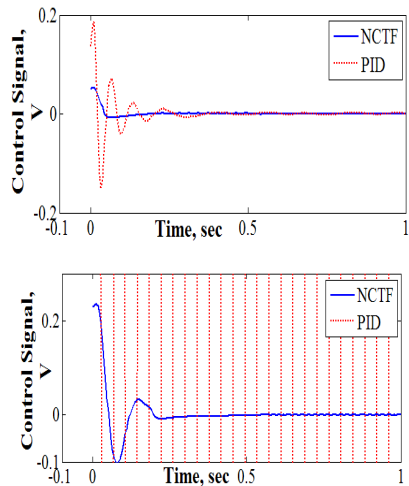 NCTF
PID
0.2
0
-0.2
Control Signal,
V
-0.1
0
0.5
1
Time, sec
NCTF
PID
0.2
0
-0.1
Control Signal,
V
-0.1
0
0.5
1
Time, sec